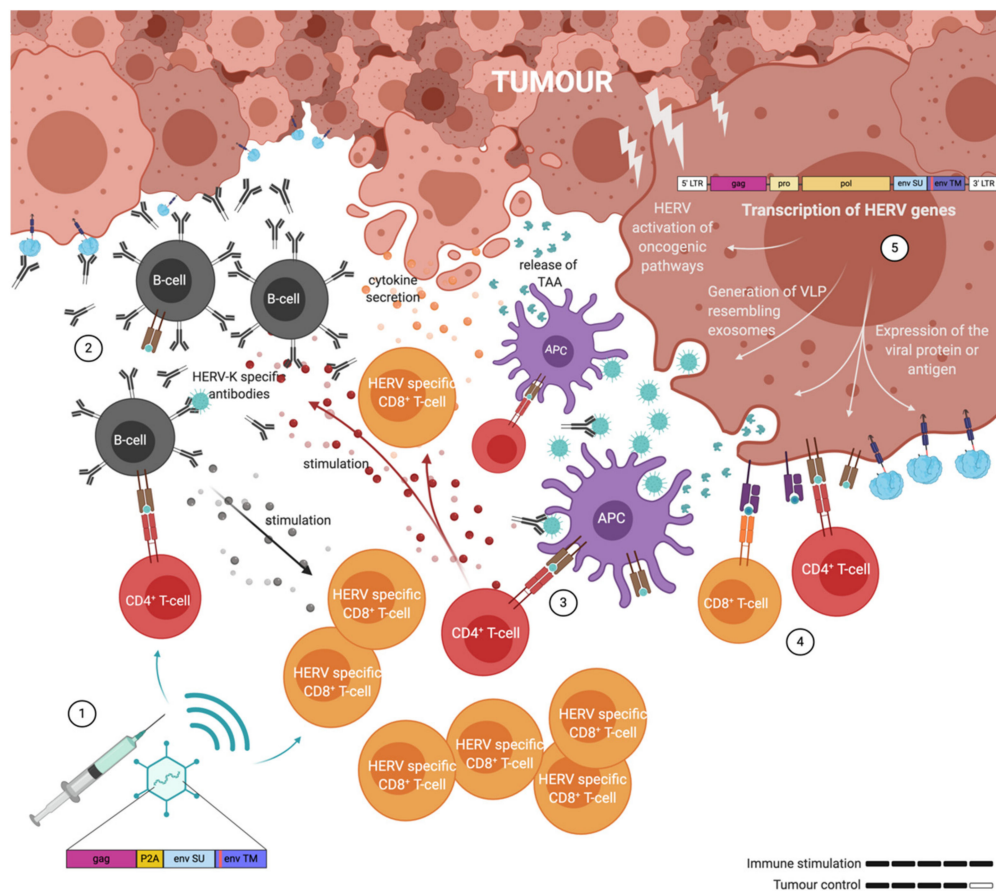 TUMOUR
5' LTR gag pro pol env SU env TM 3' LTR
Transcription of HERV genes
5
HERV
activation of
oncogenic
pathways
Generation of VLP
resembling
exosomes
Expression of the
viral protein or
antigen
B-cell
B-cell
2
cytokine
secretion
release of
TAA
APC
HERV specific
CD8⁺ T-cell
HERV-K specific
antibodies
B-cell
stimulation
stimulation
APC
CD4⁺ T-cell
HERV specific
CD8⁺ T-cell
3
CD4⁺ T-cell
CD8⁺ T-cell
CD4⁺ T-cell
4
HERV specific
CD8⁺ T-cell
1
HERV specific
CD8⁺ T-cell
HERV specific
CD8⁺ T-cell
HERV specific
CD8⁺ T-cell
HERV specific
CD8⁺ T-cell
gag P2A env SU env TM
Immune stimulation
Tumour control